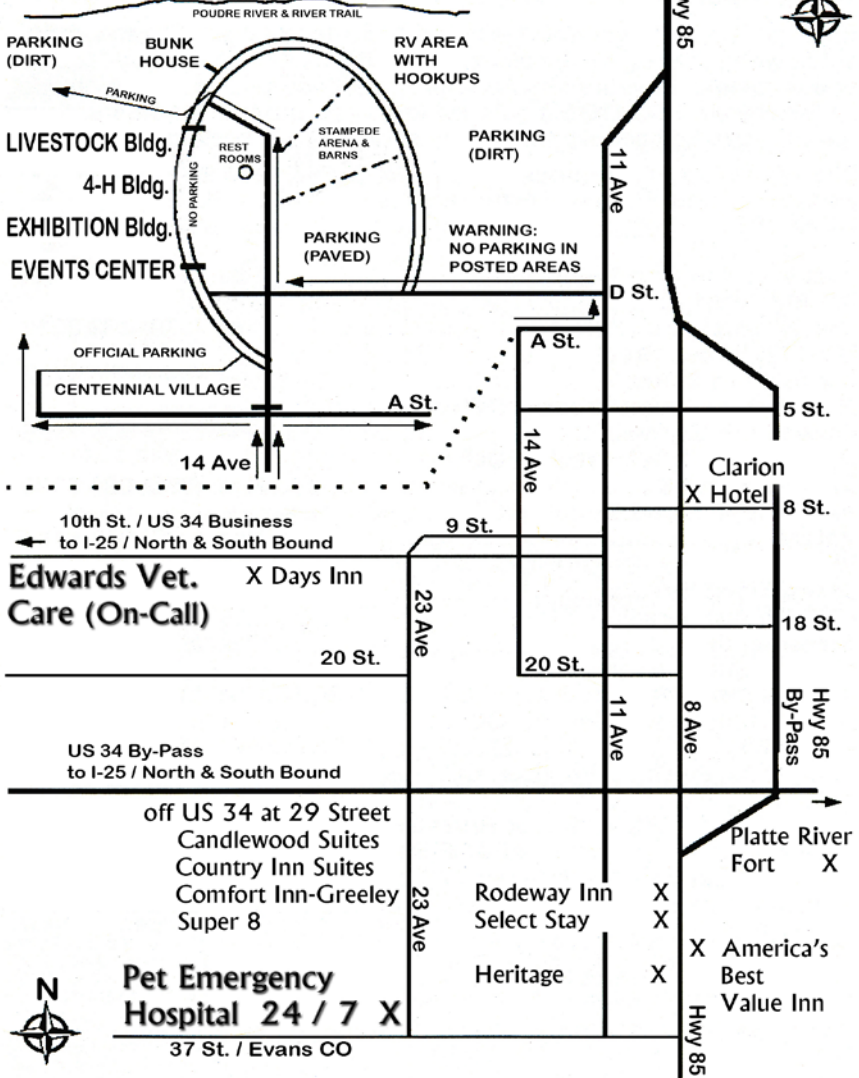 POUDRE RIVER & RIVER TRAIL
PARKING
(DIRT)
BUNK
HOUSE
RV AREA
WITH
HOOKUPS
wy 85
PARKING
LIVESTOCK Bldg.
4-H Bldg.
EXHIBITION Bldg.
EVENTS CENTER
NO PARKING
REST
ROOMS
STAMPEDE
ARENA &
BARNS
PARKING
(DIRT)
11 Ave
PARKING
(PAVED)
WARNING:
NO PARKING IN
POSTED AREAS
D St.
A St.
OFFICIAL PARKING
CENTENNIAL VILLAGE
A St.
5 St.
14 Ave
14 Ave
Clarion
X Hotel
8 St.
10th St. / US 34 Business
to I-25 / North & South Bound
9 St.
Edwards Vet.
Care (On-Call)
X Days Inn
23 Ave
18 St.
20 St.
20 St.
11 Ave
8 Ave
Hwy 85
By-Pass
US 34 By-Pass
to I-25 / North & South Bound
off US 34 at 29 Street
Candlewood Suites
Country Inn Suites
Comfort Inn-Greeley
Super 8
23 Ave
Platte River
Fort X
Rodeway Inn X
Select Stay X
Heritage X
X America's
Best
Value Inn
N
Pet Emergency
Hospital 24 / 7 X
37 St. / Evans CO
Hwy 85